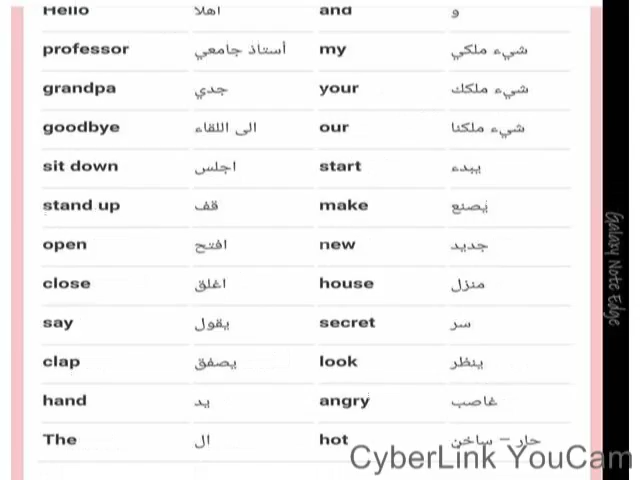 Hello اهلا and و
professor أستاذ جامعي my شيء ملكي
grandpa جدي your شيء ملكك
goodbye الى اللقاء our شيء ملكنا
sit down اجلس start يبدء
stand up قف make يصنع
open افتح new جديد
close اغلق house منزل
say يقول secret سر
clap يصفق look ينظر
hand يد angry غاصب
The ال hot حار – ساخن
CyberLink YouCam
Galaxy Note Edge